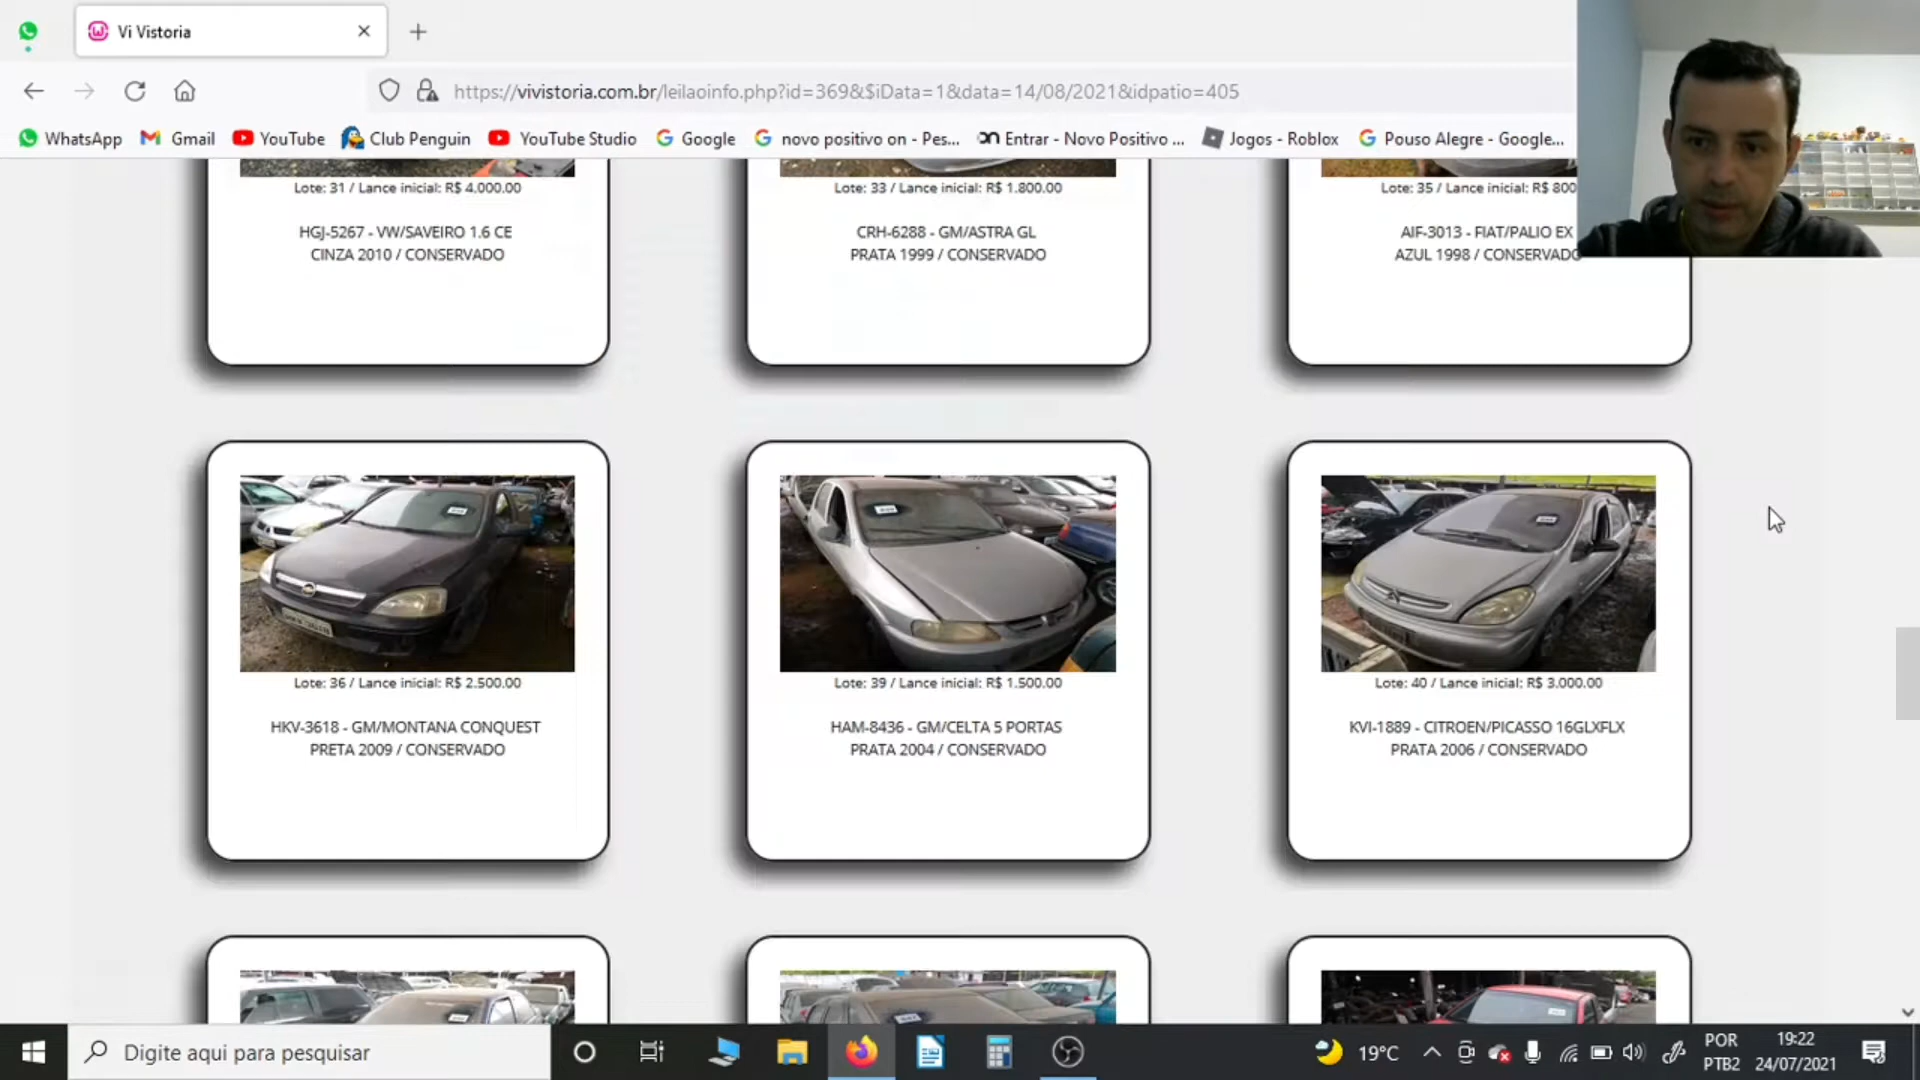 Vi Vistoria
https://vivistoria.com.br/leilaoinfo.php?id=369&$iData=1&data=14/08/2021&idpatio=405
WhatsApp Gmail YouTube Club Penguin YouTube Studio Google novo positivo on - Pes... Entrar - Novo Positivo ... Jogos - Roblox Pouso Alegre - Google...
Lote: 31 / Lance inicial: R$ 4.000.00
HGJ-5267 - VW/SAVEIRO 1.6 CE
CINZA 2010 / CONSERVADO
Lote: 33 / Lance inicial: R$ 1.800.00
CRH-6288 - GM/ASTRA GL
PRATA 1999 / CONSERVADO
Lote: 35 / Lance inicial: R$ 800
AIF-3013 - FIAT/PALIO EX
AZUL 1998 / CONSERVADO
Lote: 36 / Lance inicial: R$ 2.500.00
HKV-3618 - GM/MONTANA CONQUEST
PRETA 2009 / CONSERVADO
Lote: 39 / Lance inicial: R$ 1.500.00
HAM-8436 - GM/CELTA 5 PORTAS
PRATA 2004 / CONSERVADO
Lote: 40 / Lance inicial: R$ 3.000.00
KVI-1889 - CITROEN/PICASSO 16GLXFLX
PRATA 2006 / CONSERVADO
Digite aqui para pesquisar
19°C
POR
PTB2
19:22
24/07/2021